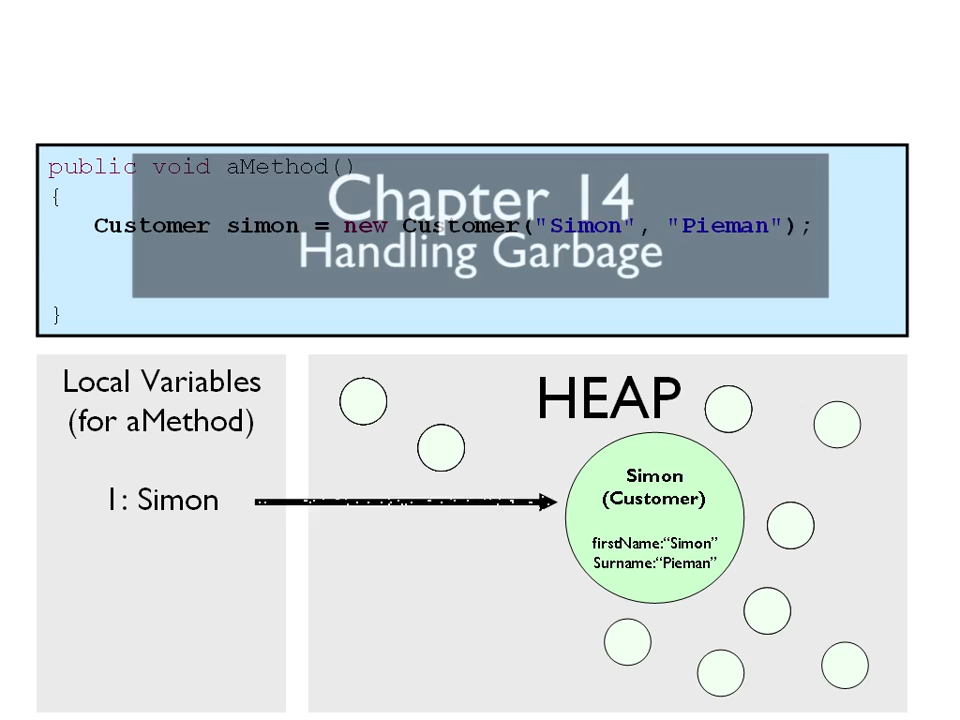 public void aMethod()
{
Chapter 14
Customer simon = new Customer("Simon", "Pieman");
Handling Garbage
}
Local Variables
(for aMethod)
1: Simon
HEAP
Simon
(Customer)
firstName:“Simon”
Surname:“Pieman”